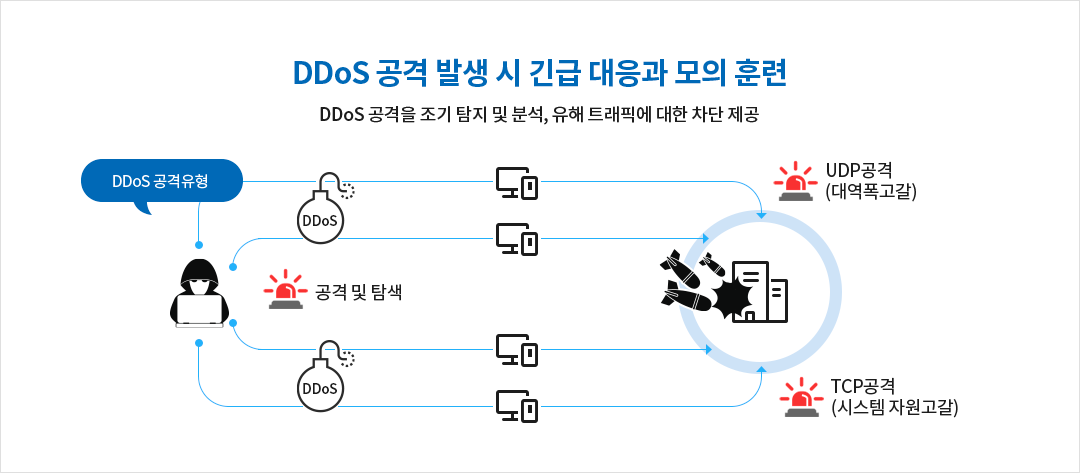 DDoS 공격 발생 시 긴급 대응과 모의 훈련
DDoS 공격을 조기 탐지 및 분석, 유해 트래픽에 대한 차단 제공
DDoS 공격유형
DDoS
UDP공격
(대역폭고갈)
공격 및 탐색
DDoS
TCP공격
(시스템 자원고갈)